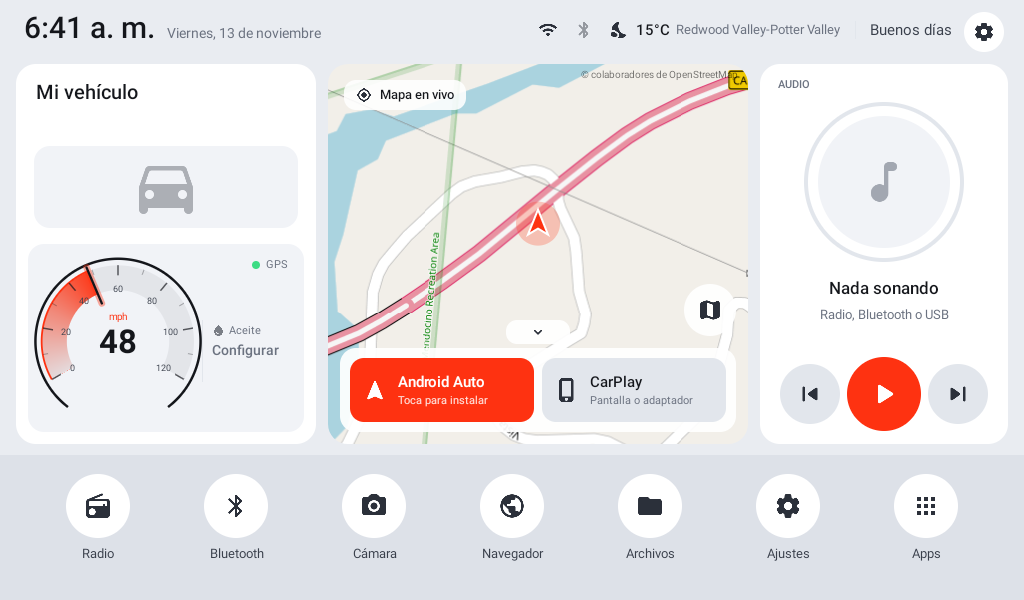 6:41 a. m.
Viernes, 13 de noviembre
15°C
Redwood Valley-Potter Valley
Buenos días
Mi vehículo
GPS
0
20
40
60
80
100
120
mph
48
Aceite
Configurar
© colaboradores de OpenStreetMap
Mapa en vivo
CA
endocino Recreation Area
Android Auto
Toca para instalar
CarPlay
Pantalla o adaptador
AUDIO
Nada sonando
Radio, Bluetooth o USB
Radio
Bluetooth
Cámara
Navegador
Archivos
Ajustes
Apps